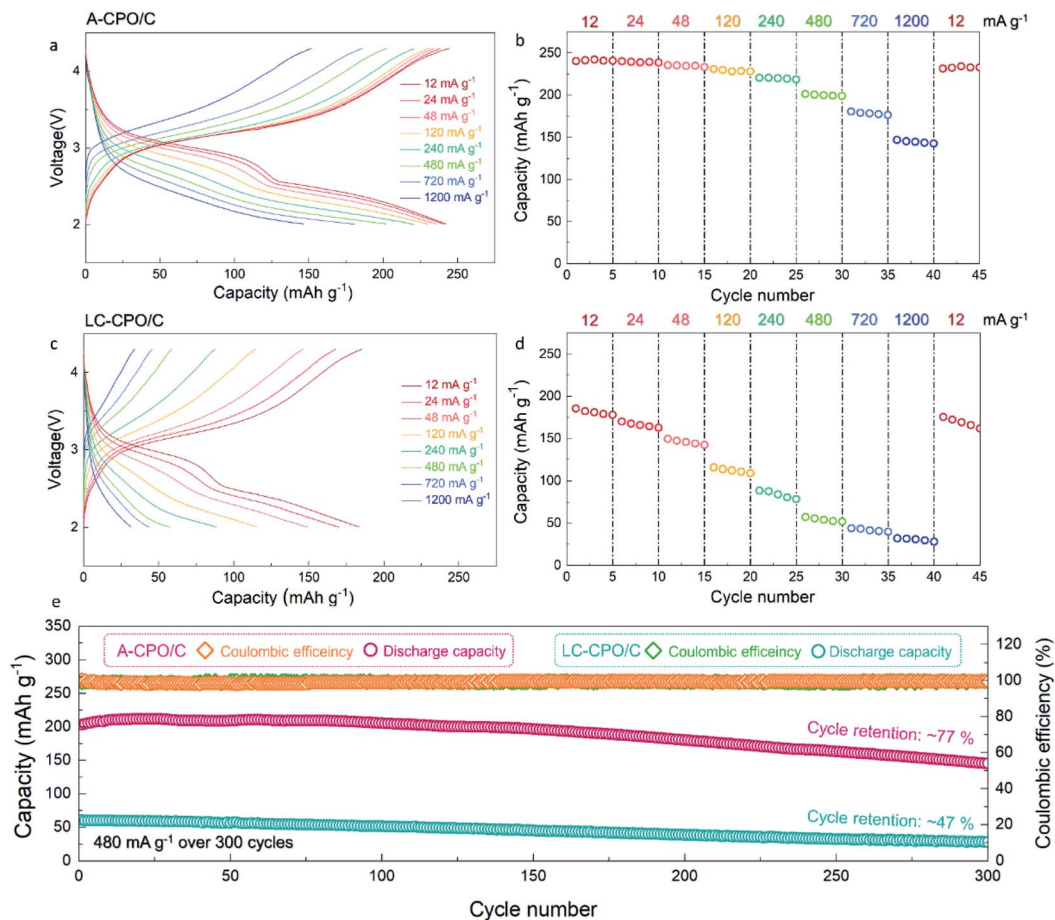 A-CPO/C
a
Voltage(V)
4
3
2
12 mA g⁻¹
24 mA g⁻¹
48 mA g⁻¹
120 mA g⁻¹
240 mA g⁻¹
480 mA g⁻¹
720 mA g⁻¹
1200 mA g⁻¹
0 50 100 150 200 250
Capacity (mAh g⁻¹)
b
12 24 48 120 240 480 720 1200 12 mA g⁻¹
Capacity (mAh g⁻¹)
250
200
150
100
50
0
0 5 10 15 20 25 30 35 40 45
Cycle number
LC-CPO/C
c
Voltage(V)
4
3
2
12 mA g⁻¹
24 mA g⁻¹
48 mA g⁻¹
120 mA g⁻¹
240 mA g⁻¹
480 mA g⁻¹
720 mA g⁻¹
1200 mA g⁻¹
0 50 100 150 200 250
Capacity (mAh g⁻¹)
d
12 24 48 120 240 480 720 1200 12 mA g⁻¹
Capacity (mAh g⁻¹)
250
200
150
100
50
0
0 5 10 15 20 25 30 35 40 45
Cycle number
e
Capacity (mAh g⁻¹)
350
300
250
200
150
100
50
0
A-CPO/C Coulombic effieciency Discharge capacity
LC-CPO/C Coulombic effieciency Discharge capacity
Cycle retention: ~77 %
Cycle retention: ~47 %
480 mA g⁻¹ over 300 cycles
120
100
80
60
40
20
0
Coulombic efficiency (%)
0 50 100 150 200 250 300
Cycle number